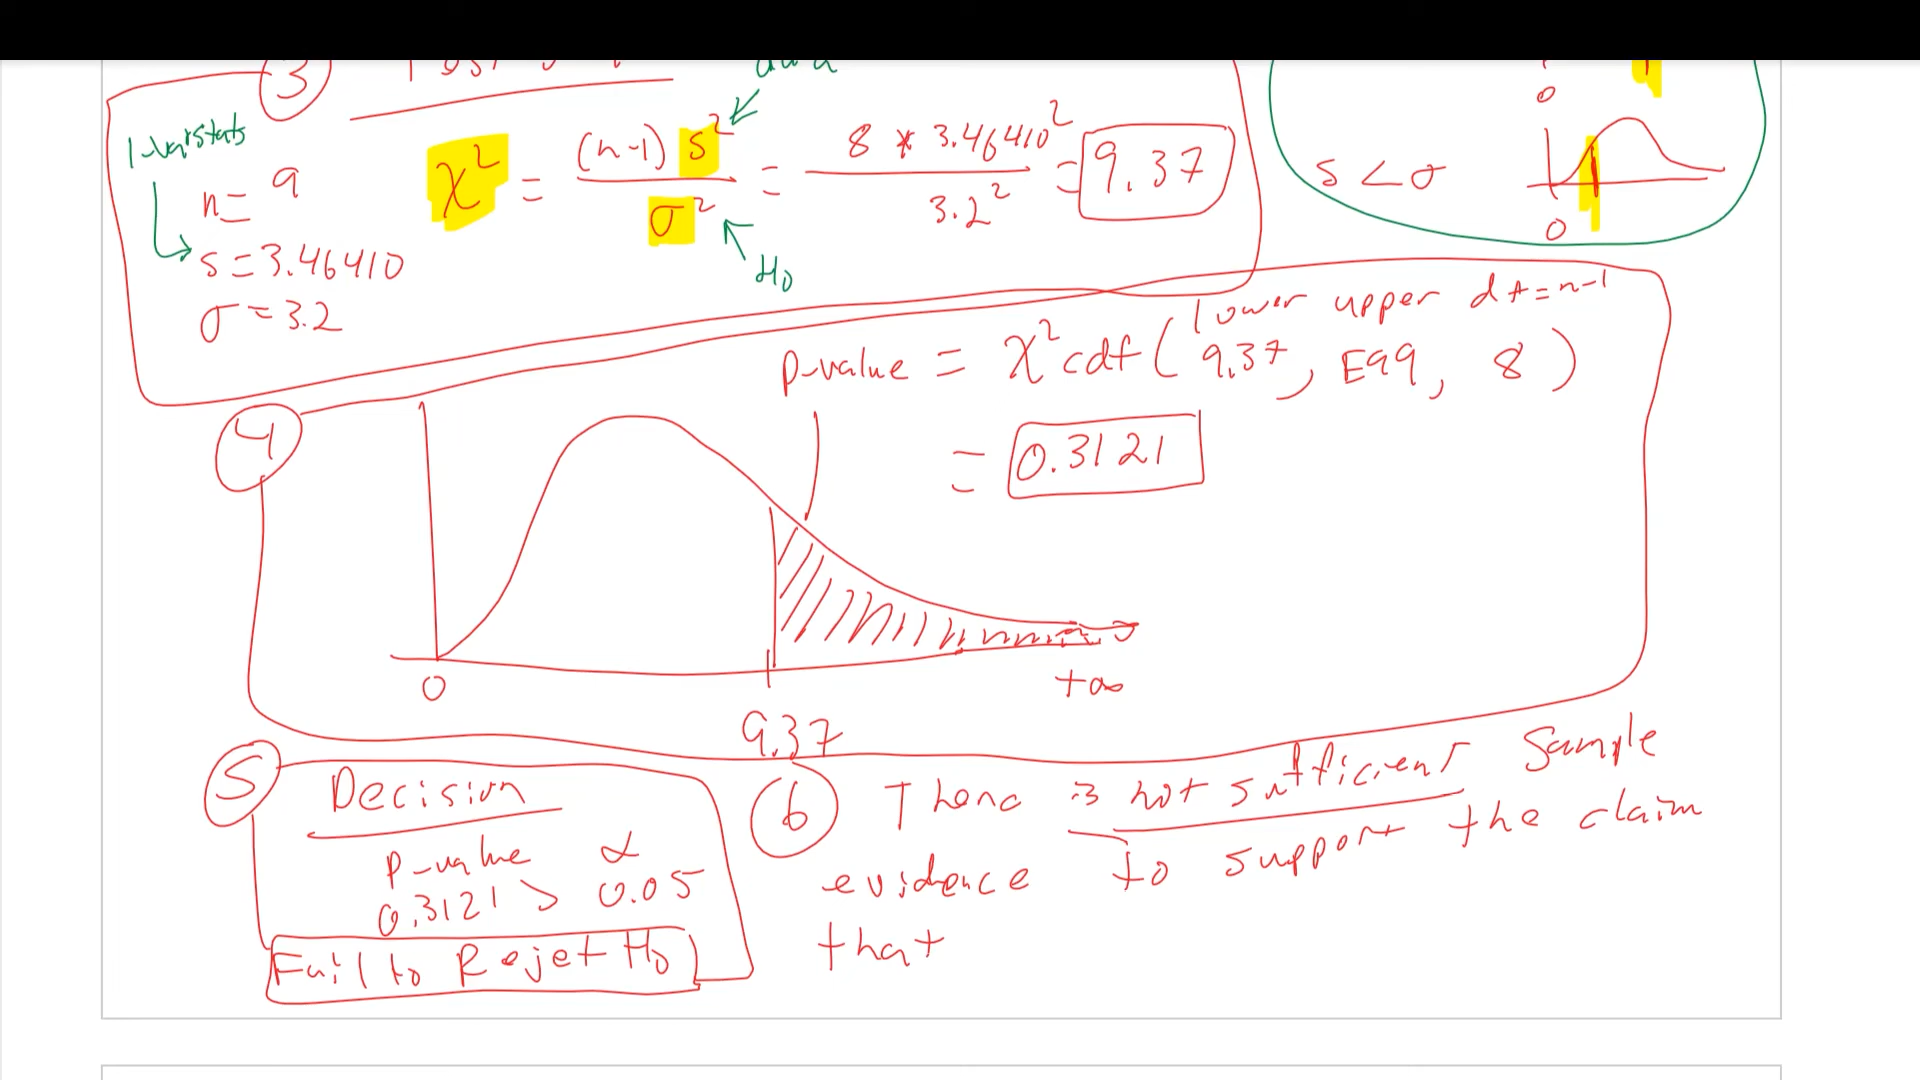 3
1-varstats
n = 9
s = 3.46410
σ = 3.2
χ² = (n-1) s² / σ² = 8 * 3.46410² / 3.2² = 9.37
H₀
0
s < σ
0
4
lower upper df = n-1
p-value = χ²cdf( 9.37, E99, 8 )
= 0.3121
0
9.37
+∞
5
Decision
p-value α
0.3121 > 0.05
Fail to Rejet H₀
6 There is not sufficient Sample
evidence to support the claim
that